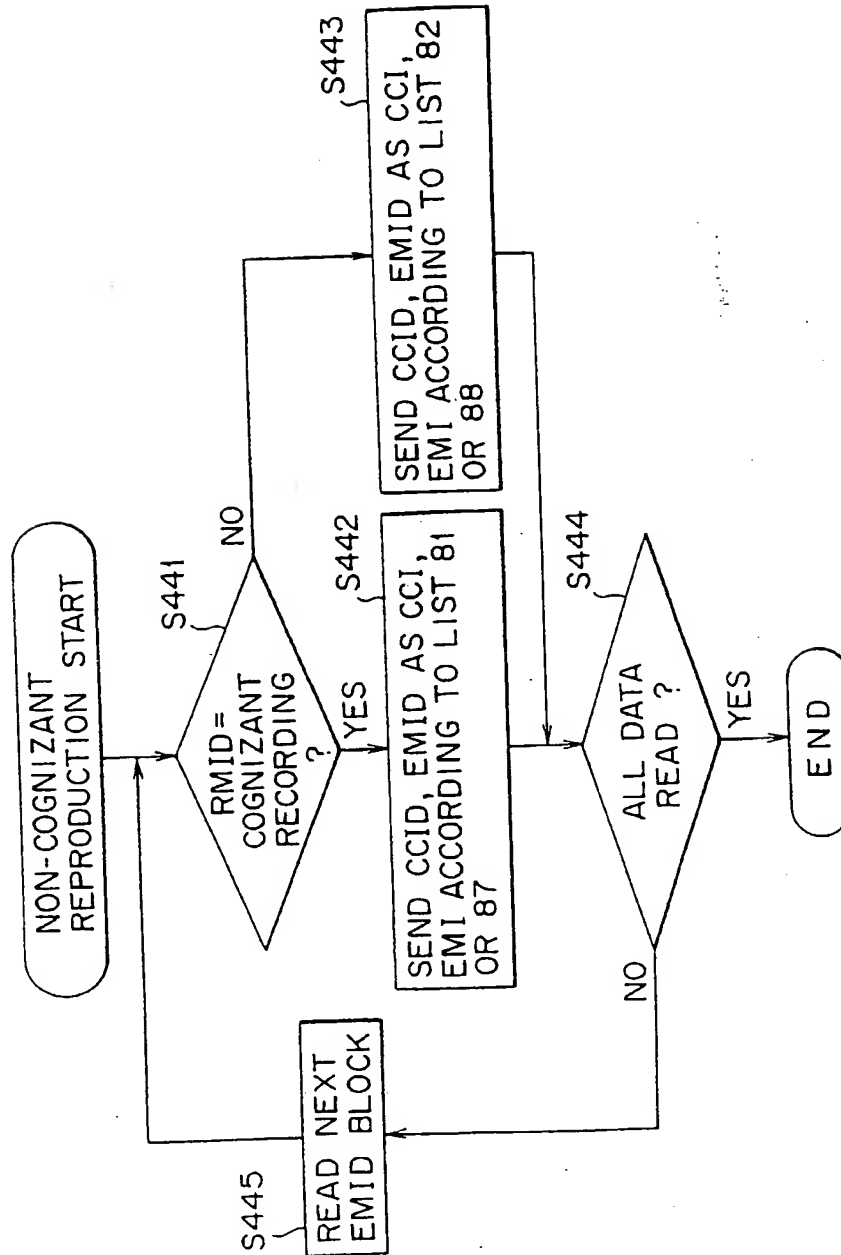 NON-COGNIZANT
REPRODUCTION START
S441
RMID=
COGNIZANT
RECORDING
?
NO
YES
S442
SEND CCID, EMID AS CCI,
EMI ACCORDING TO LIST 81
OR 87
S443
SEND CCID, EMID AS CCI,
EMI ACCORDING TO LIST 82
OR 88
S444
ALL DATA
READ ?
NO
YES
S445
READ NEXT
EMID BLOCK
END